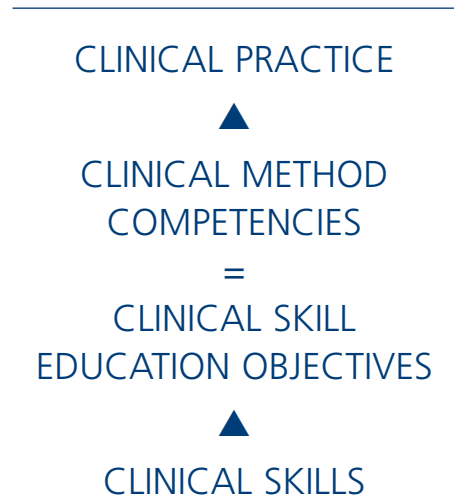 CLINICAL PRACTICE
▲
CLINICAL METHOD
COMPETENCIES
=
CLINICAL SKILL
EDUCATION OBJECTIVES
▲
CLINICAL SKILLS